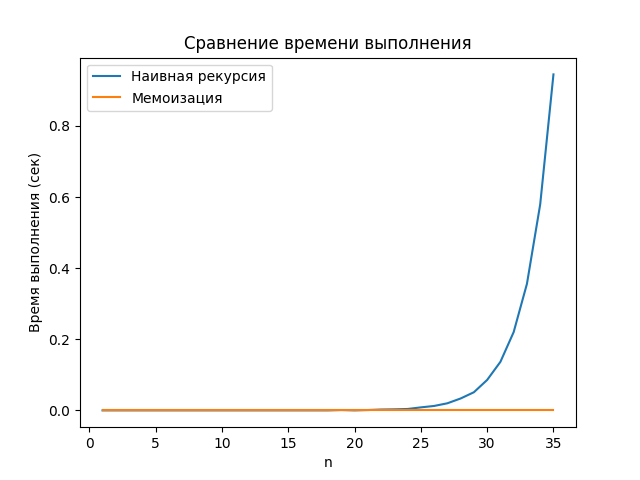 Сравнение времени выполнения
Наивная рекурсия
Мемоизация
Время выполнения (сек)
0.8
0.6
0.4
0.2
0.0
0 5 10 15 20 25 30 35
n